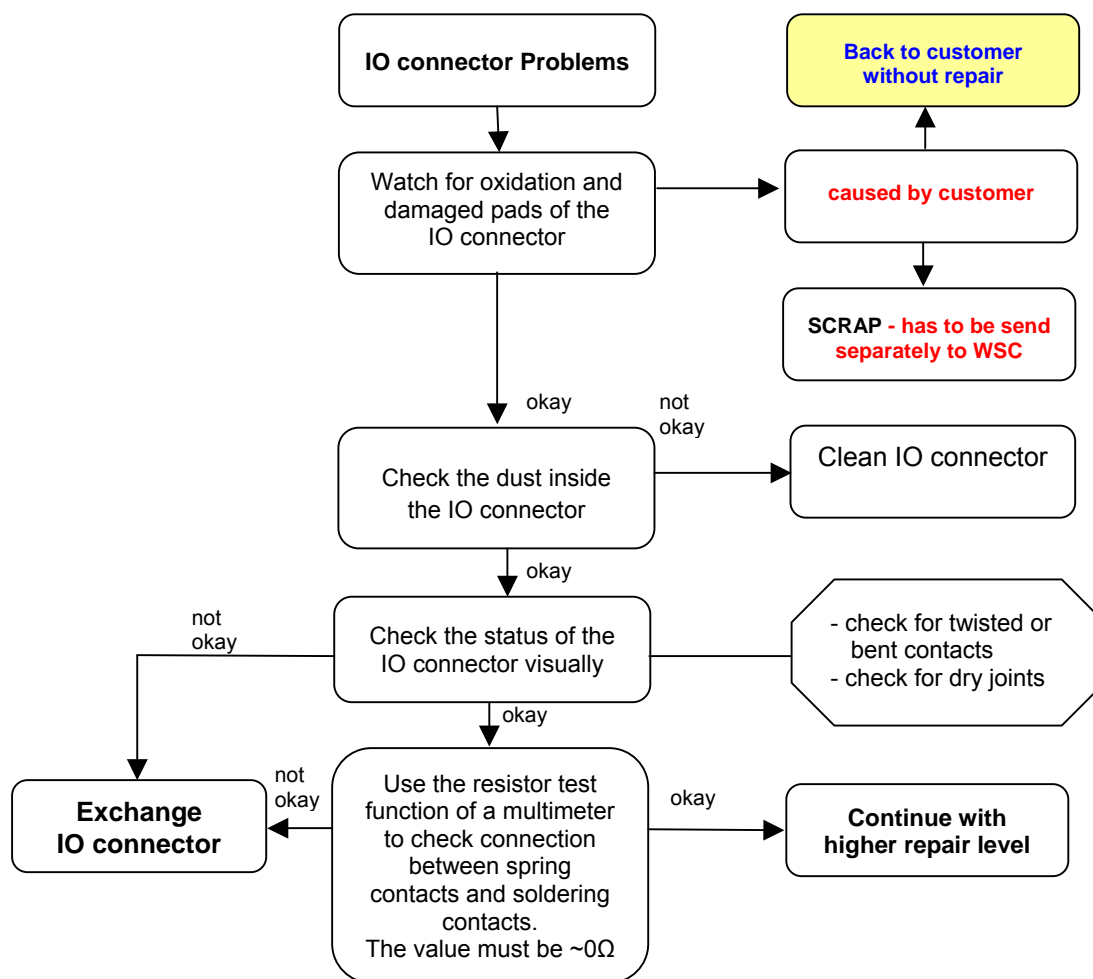 IO connector Problems
Back to customer
without repair
Watch for oxidation and
damaged pads of the
IO connector
caused by customer
SCRAP - has to be send
separately to WSC
okay
not
okay
Check the dust inside
the IO connector
Clean IO connector
okay
not
okay
Check the status of the
IO connector visually
- check for twisted or
bent contacts
- check for dry joints
okay
Exchange
IO connector
not
okay
Use the resistor test
function of a multimeter
to check connection
between spring
contacts and soldering
contacts.
The value must be ~0Ω
okay
Continue with
higher repair level